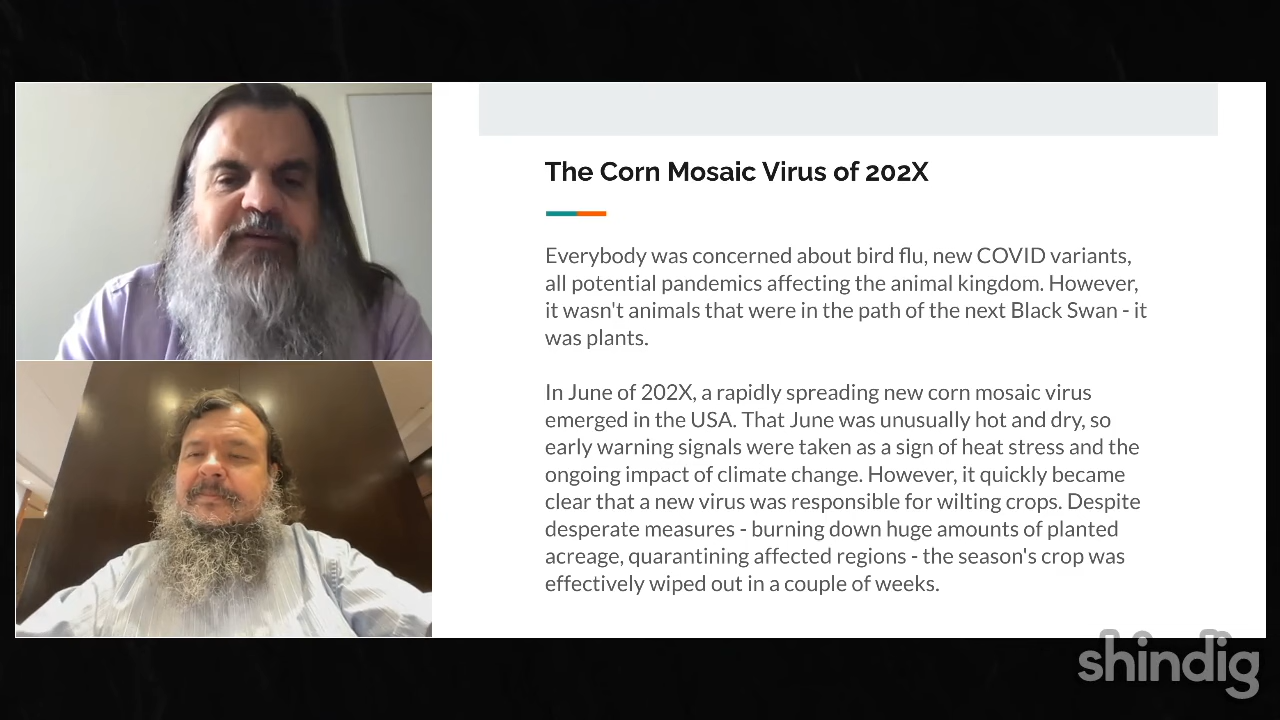 The Corn Mosaic Virus of 202X
Everybody was concerned about bird flu, new COVID variants,
all potential pandemics affecting the animal kingdom. However,
it wasn't animals that were in the path of the next Black Swan - it
was plants.
In June of 202X, a rapidly spreading new corn mosaic virus
emerged in the USA. That June was unusually hot and dry, so
early warning signals were taken as a sign of heat stress and the
ongoing impact of climate change. However, it quickly became
clear that a new virus was responsible for wilting crops. Despite
desperate measures - burning down huge amounts of planted
acreage, quarantining affected regions - the season's crop was
effectively wiped out in a couple of weeks.
shindig